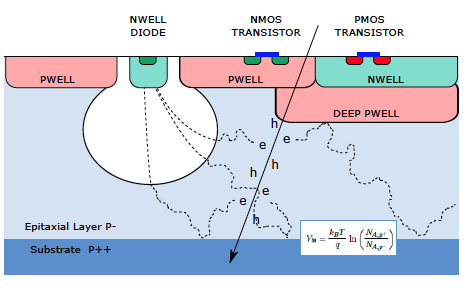 NWELL
DIODE
NMOS
TRANSISTOR
PMOS
TRANSISTOR
PWELL
PWELL
NWELL
DEEP PWELL
h
e
e
h
h
e
e
h
Epitaxial Layer P-
Substrate P++